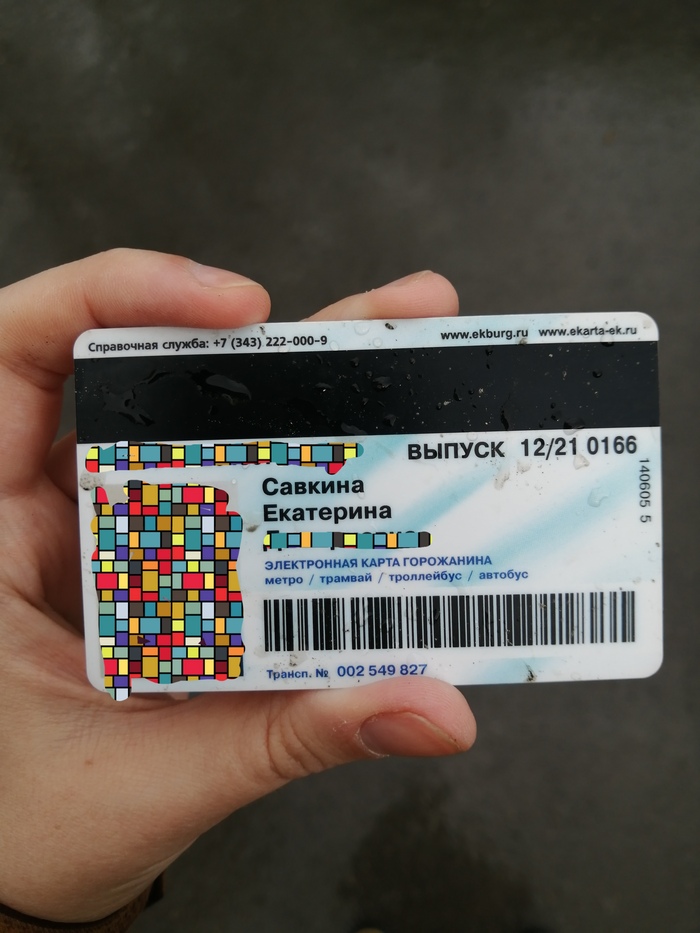 Справочная служба: +7 (343) 222-000-9
www.ekburg.ru www.ekarta-ek.ru
ВЫПУСК 12/21 0166
140605 5
Савкина
Екатерина
ЭЛЕКТРОННАЯ КАРТА ГОРОЖАНИНА
метро / трамвай / троллейбус / автобус
Трансп. № 002 549 827